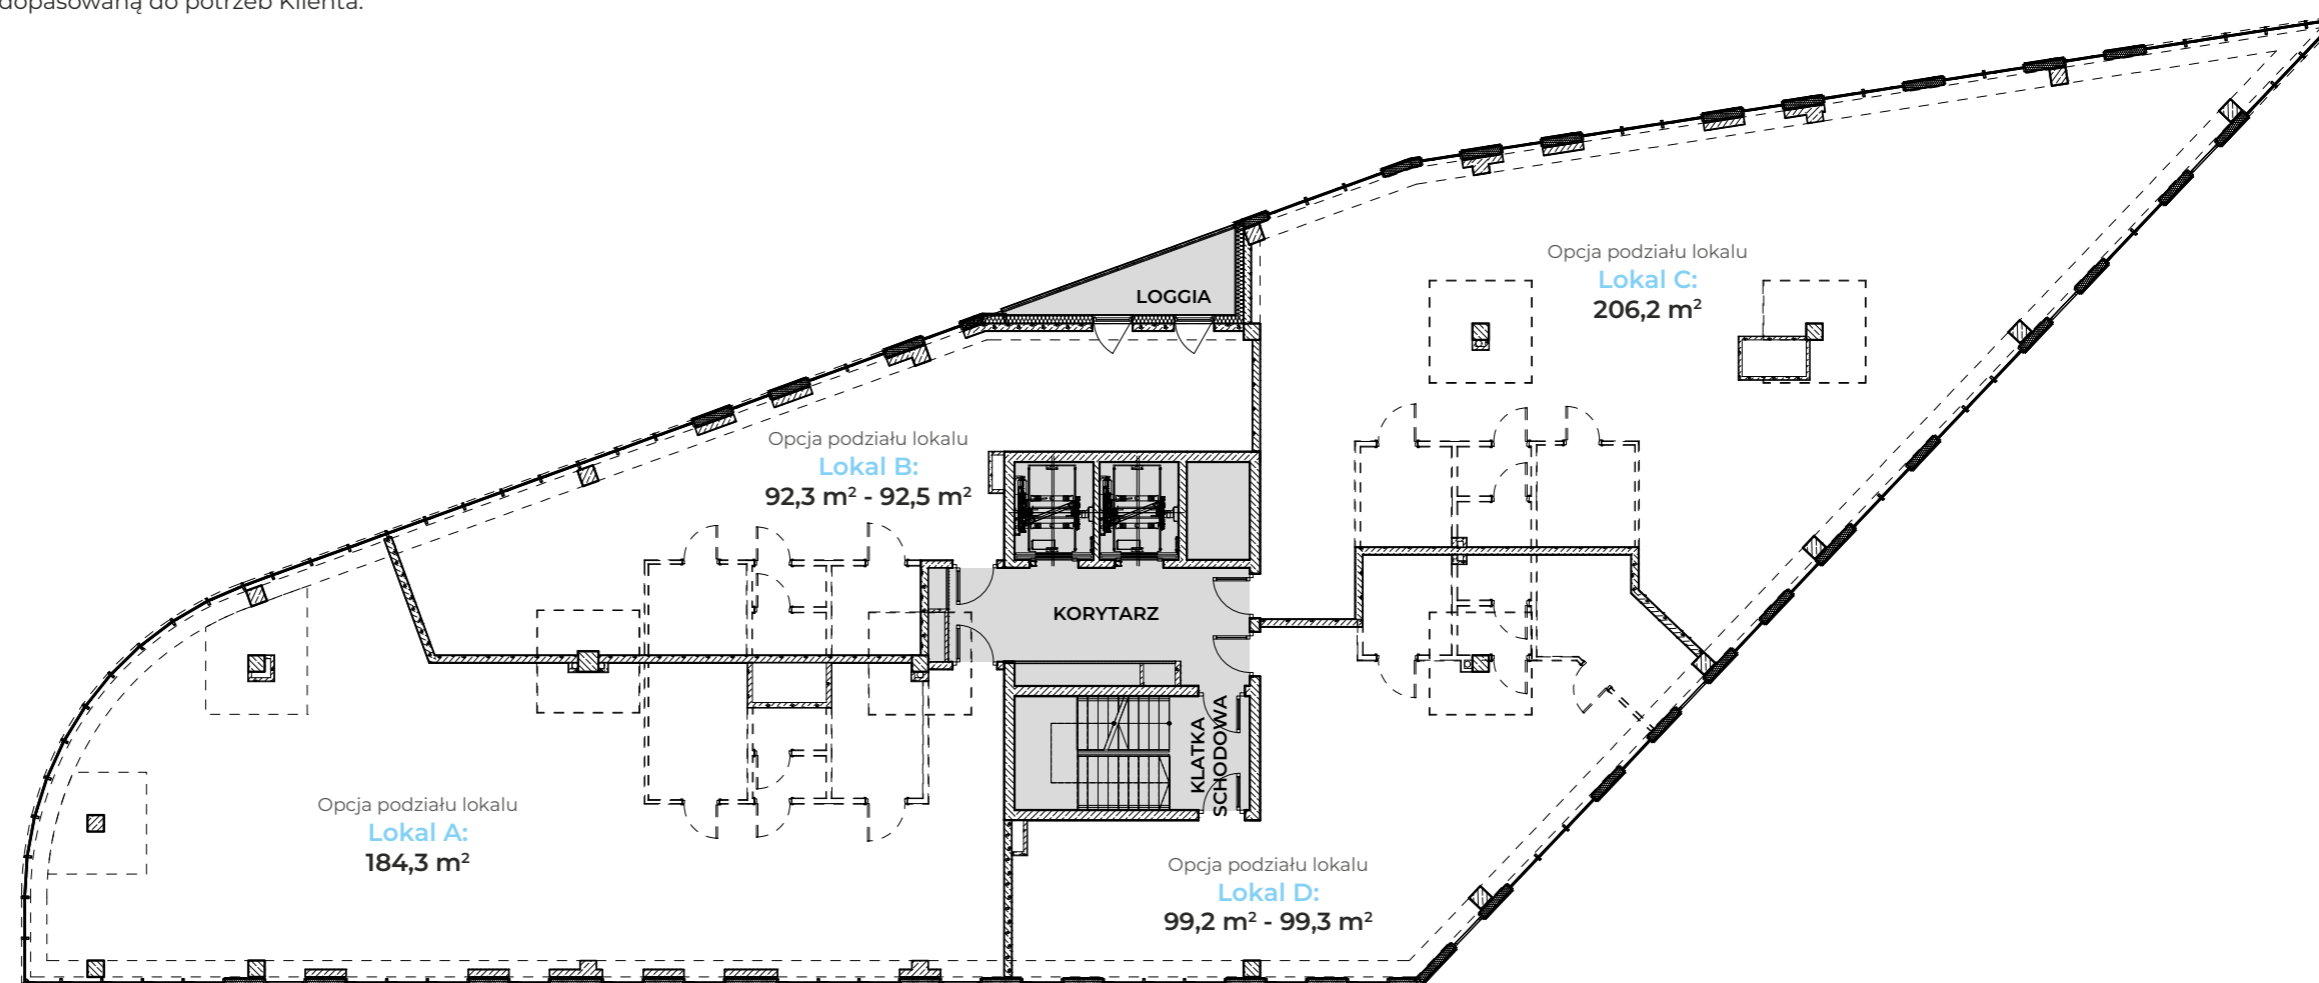 dopasowaną do potrzeb Klienta.
Opcja podziału lokalu
Lokal C:
206,2 m²
LOGGIA
Opcja podziału lokalu
Lokal B:
92,3 m² - 92,5 m²
KORYTARZ
KLATKA
SCHODOWA
Opcja podziału lokalu
Lokal A:
184,3 m²
Opcja podziału lokalu
Lokal D:
99,2 m² - 99,3 m²